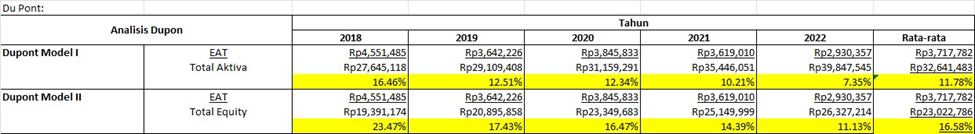 Du Pont:
Analisis Dupon Tahun
2018 2019 2020 2021 2022 Rata-rata
Dupont Model I EAT Rp4,551,485 Rp3,642,226 Rp3,845,833 Rp3,619,010 Rp2,930,357 Rp3,717,782
Total Aktiva Rp27,645,118 Rp29,109,408 Rp31,159,291 Rp35,446,051 Rp39,847,545 Rp32,641,483
16.46% 12.51% 12.34% 10.21% 7.35% 11.78%
Dupont Model II EAT Rp4,551,485 Rp3,642,226 Rp3,845,833 Rp3,619,010 Rp2,930,357 Rp3,717,782
Total Equity Rp19,391,174 Rp20,895,858 Rp23,349,683 Rp25,149,999 Rp26,327,214 Rp23,022,786
23.47% 17.43% 16.47% 14.39% 11.13% 16.58%